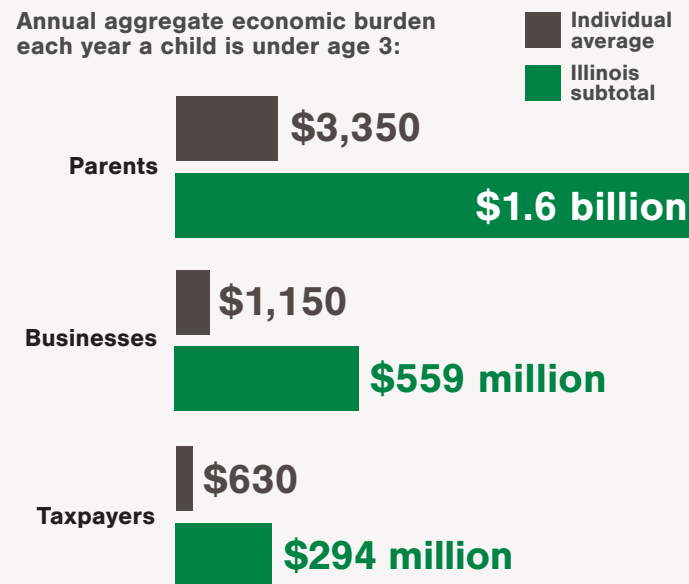 Annual aggregate economic burden
each year a child is under age 3:
Individual
average
Illinois
subtotal
Parents
$3,350
$1.6 billion
Businesses
$1,150
$559 million
Taxpayers
$630
$294 million